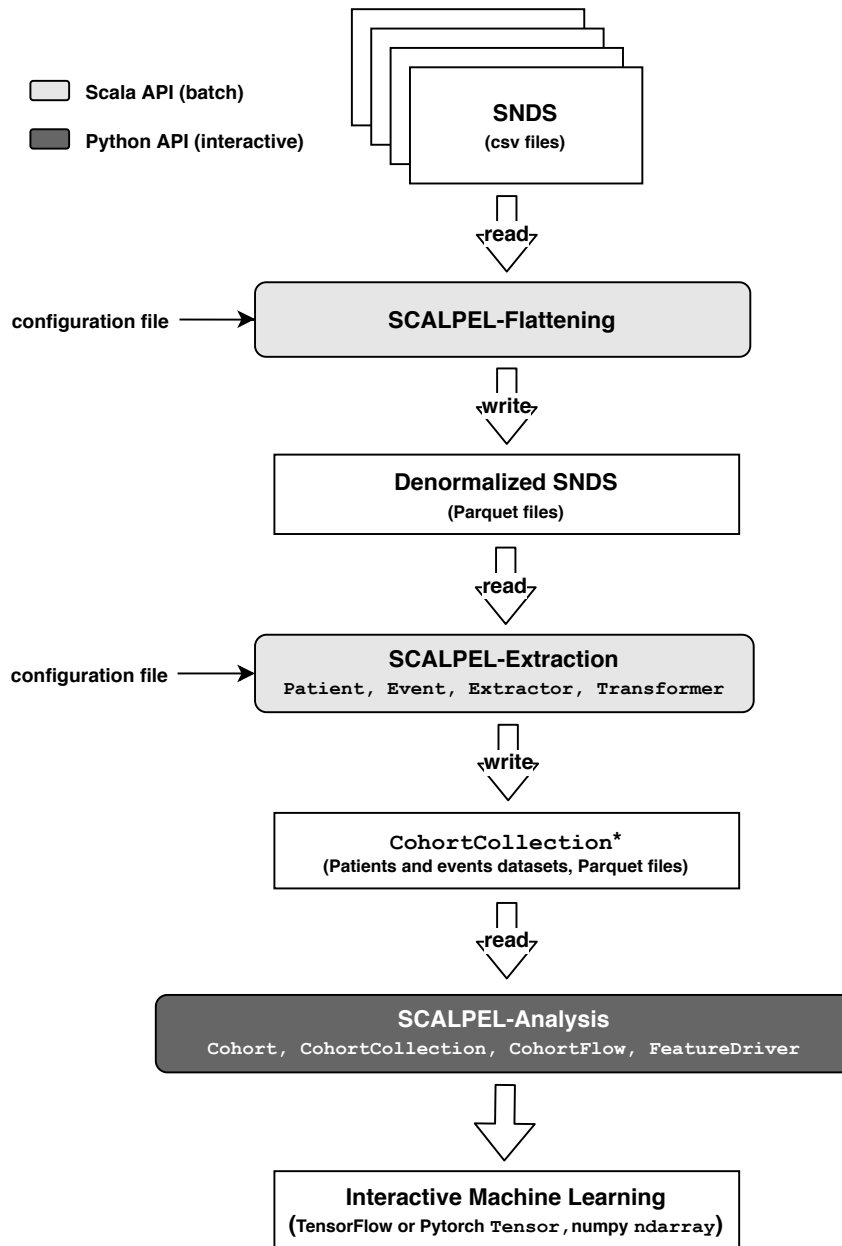 Scala API (batch)
Python API (interactive)
SNDS
(csv files)
read
configuration file
SCALPEL-Flattening
write
Denormalized SNDS
(Parquet files)
read
configuration file
SCALPEL-Extraction
Patient, Event, Extractor, Transformer
write
CohortCollection*
(Patients and events datasets, Parquet files)
read
SCALPEL-Analysis
Cohort, CohortCollection, CohortFlow, FeatureDriver
Interactive Machine Learning
(TensorFlow or Pytorch Tensor, numpy ndarray)